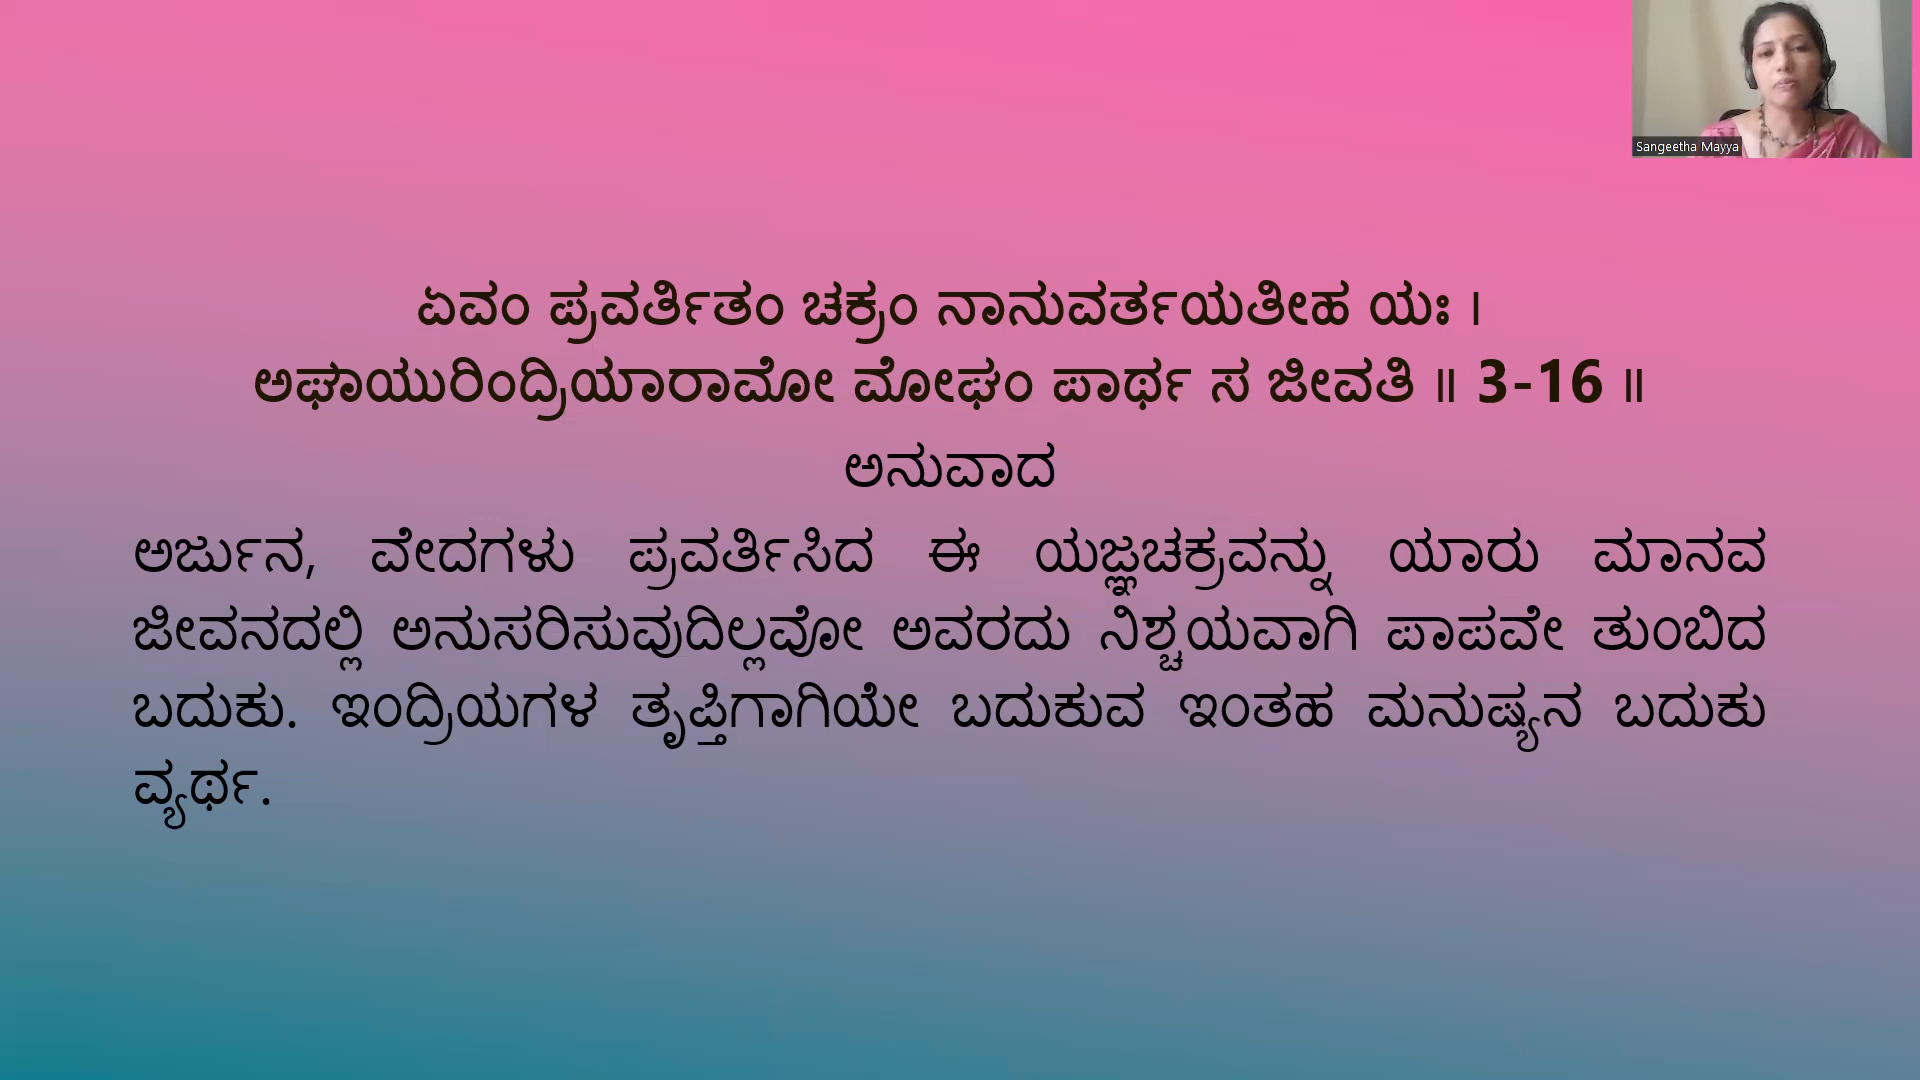 Sangeetha Mayya
ಏವಂ ಪ್ರವರ್ತಿತಂ ಚಕ್ರಂ ನಾನುವರ್ತಯತೀಹ ಯಃ ।
ಅಘಾಯುರಿಂದ್ರಿಯಾರಾಮೋ ಮೋಘಂ ಪಾರ್ಥ ಸ ಜೀವತಿ ॥ 3-16 ॥
ಅನುವಾದ
ಅರ್ಜುನ, ವೇದಗಳು ಪ್ರವರ್ತಿಸಿದ ಈ ಯಜ್ಞಚಕ್ರವನ್ನು ಯಾರು ಮಾನವ
ಜೀವನದಲ್ಲಿ ಅನುಸರಿಸುವುದಿಲ್ಲವೋ ಅವರದು ನಿಶ್ಚಯವಾಗಿ ಪಾಪವೇ ತುಂಬಿದ
ಬದುಕು. ಇಂದ್ರಿಯಗಳ ತೃಪ್ತಿಗಾಗಿಯೇ ಬದುಕುವ ಇಂತಹ ಮನುಷ್ಯನ ಬದುಕು
ವ್ಯರ್ಥ.